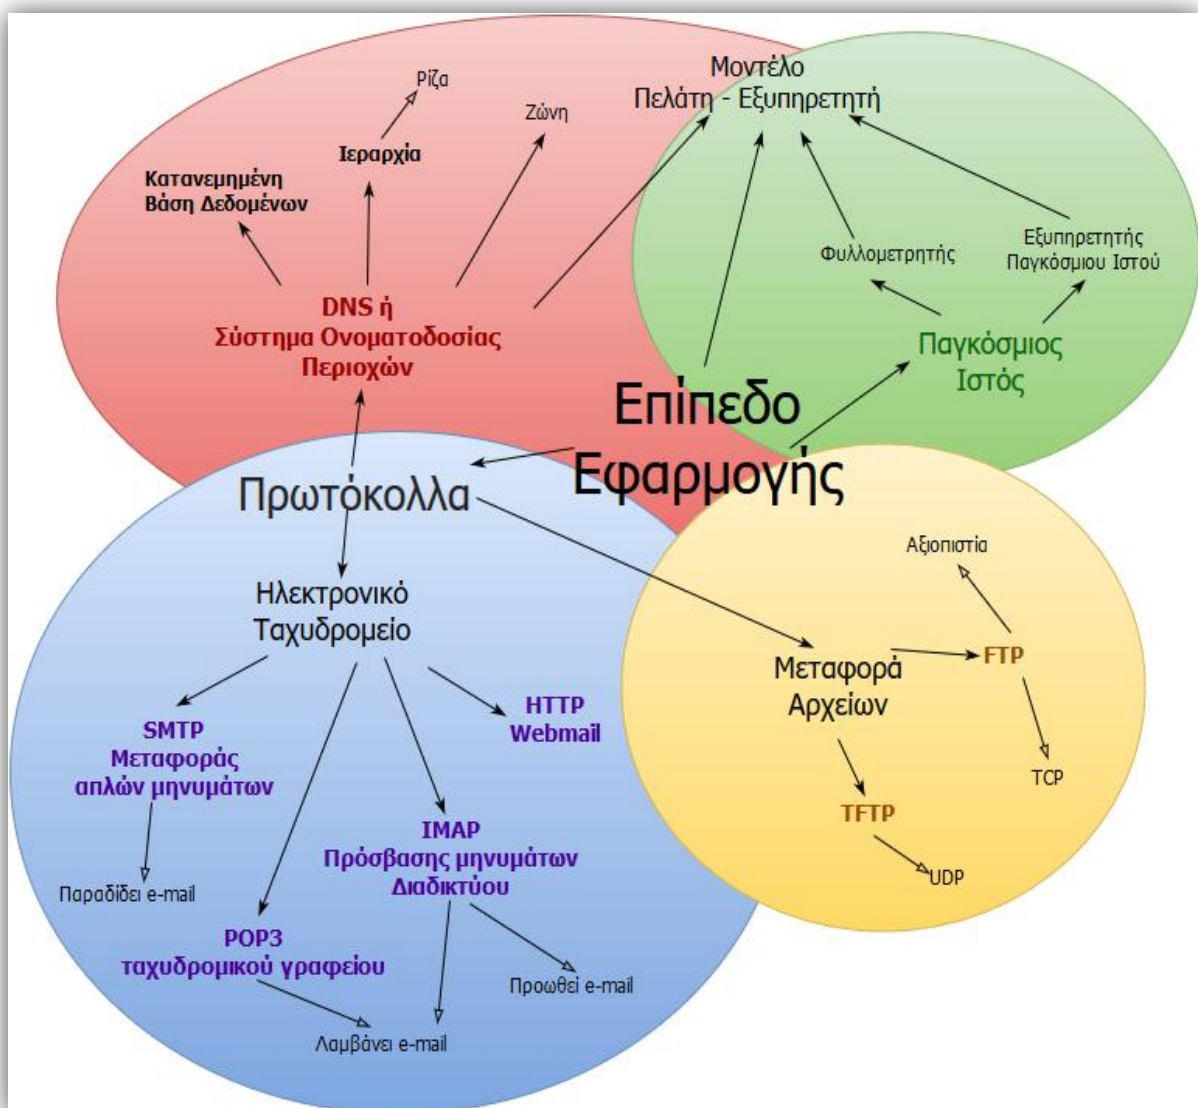 Μοντέλο
Πελάτη - Εξυπηρετητή
Ρίζα
Ζώνη
Ιεραρχία
Κατανεμημένη
Βάση Δεδομένων
Φυλλομετρητής
Εξυπηρετητής
Παγκόσμιου Ιστού
DNS ή
Σύστημα Ονοματοδοσίας
Περιοχών
Παγκόσμιος
Ιστός
Επίπεδο
Εφαρμογής
Πρωτόκολλα
Ηλεκτρονικό
Ταχυδρομείο
SMTP
Μεταφοράς
απλών μηνυμάτων
HTTP
Webmail
IMAP
Πρόσβασης μηνυμάτων
Διαδικτύου
Παραδίδει e-mail
POP3
ταχυδρομικού γραφείου
Προωθεί e-mail
Λαμβάνει e-mail
Αξιοπιστία
Μεταφορά
Αρχείων
FTP
TCP
TFTP
UDP